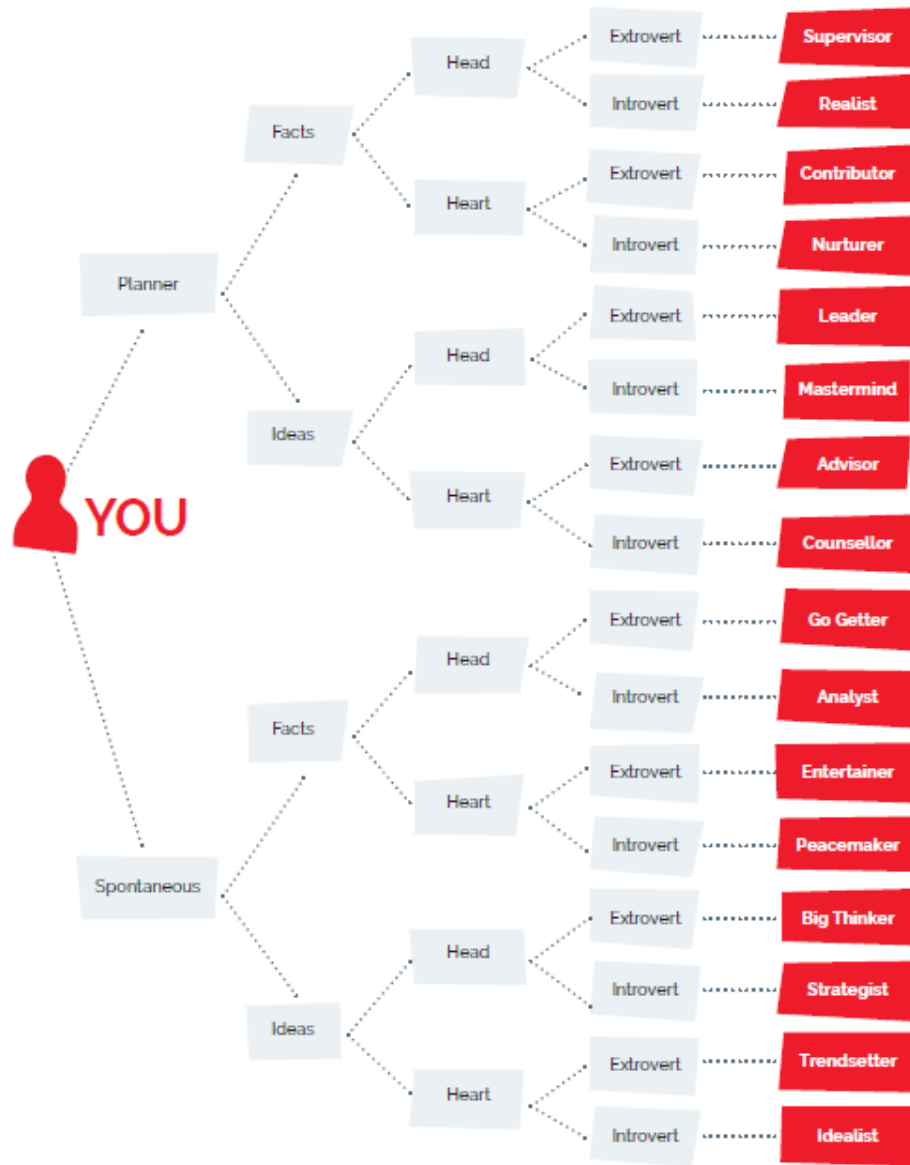 YOU
Planner
Facts
Head
Extrovert
Supervisor
Introvert
Realist
Heart
Extrovert
Contributor
Introvert
Nurturer
Ideas
Head
Extrovert
Leader
Introvert
Mastermind
Heart
Extrovert
Advisor
Introvert
Counsellor
Spontaneous
Facts
Head
Extrovert
Go Getter
Introvert
Analyst
Heart
Extrovert
Entertainer
Introvert
Peacemaker
Ideas
Head
Extrovert
Big Thinker
Introvert
Strategist
Heart
Extrovert
Trendsetter
Introvert
Idealist